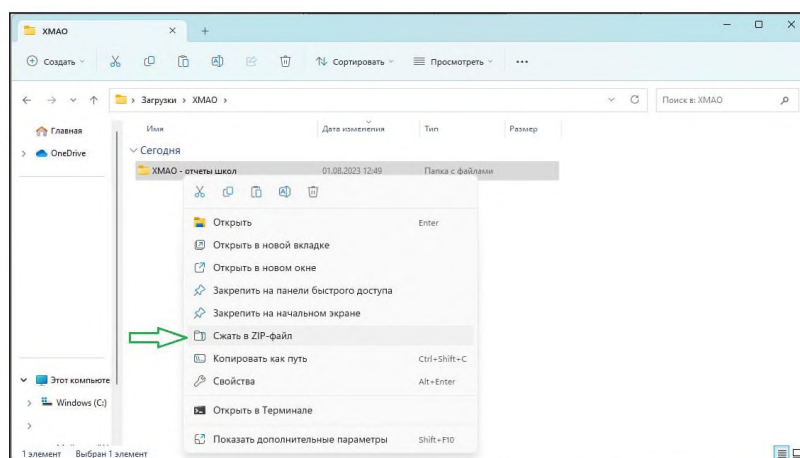 ХМАО
Создать
Сортировать
Просмотреть
Загрузки > ХМАО >
Поиск в: ХМАО
Главная
OneDrive
Имя Дата изменения Тип Размер
Сегодня
ХМАО - отчеты школ 01.08.2023 12:49 Папка с файлами
Открыть Enter
Открыть в новой вкладке
Открыть в новом окне
Закрепить на панели быстрого доступа
Закрепить на начальном экране
Сжать в ZIP-файл
Копировать как путь Ctrl+Shift+C
Свойства Alt+Enter
Открыть в Терминале
Показать дополнительные параметры Shift+F10
Этот компьюте
Windows (C:)
1 элемент Выбран 1 элемент